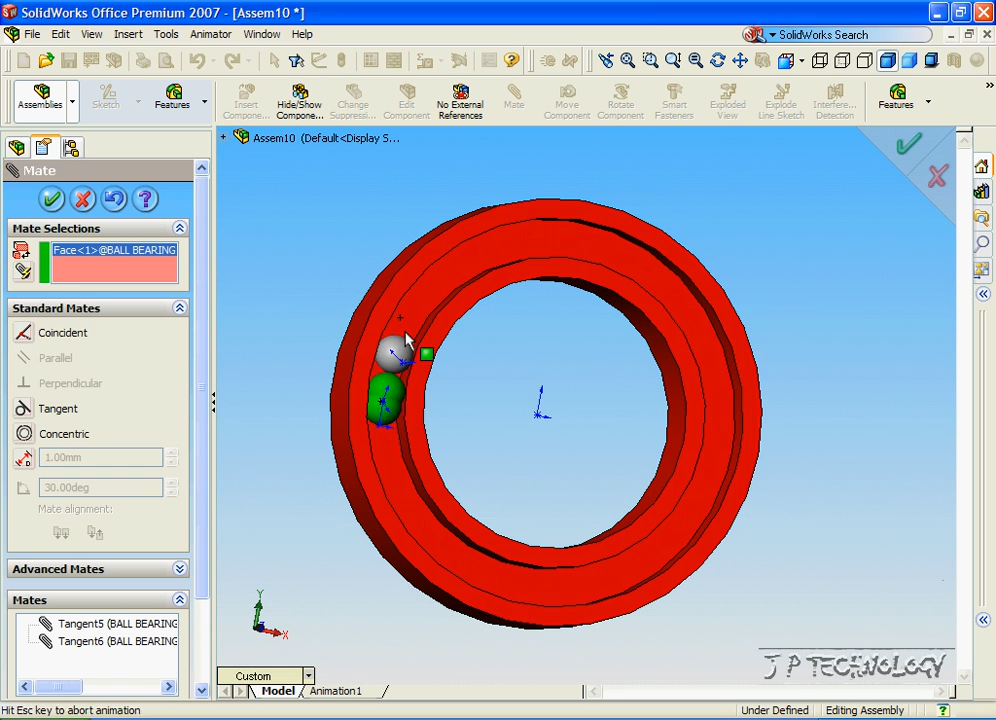 SolidWorks Office Premium 2007 - [Assem10 *]
File Edit View Insert Tools Animator Window Help
SolidWorks Search
Assemblies Sketch Features Insert Compone... Hide/Show Compone... Change Suppressi... Edit Component No External References Mate Move Component Rotate Component Smart Fasteners Exploded View Explode Line Sketch Interfere... Detection Features
Assem10 (Default<Display S...
Mate
Mate Selections
Face<1>@BALL BEARING
Standard Mates
Coincident
Parallel
Perpendicular
Tangent
Concentric
1.00mm
30.00deg
Mate alignment:
Advanced Mates
Mates
Tangent5 (BALL BEARING
Tangent6 (BALL BEARING
Y
X
J P TECHNOLOGY
Custom
Model Animation1
Hit Esc key to abort animation
Under Defined Editing Assembly